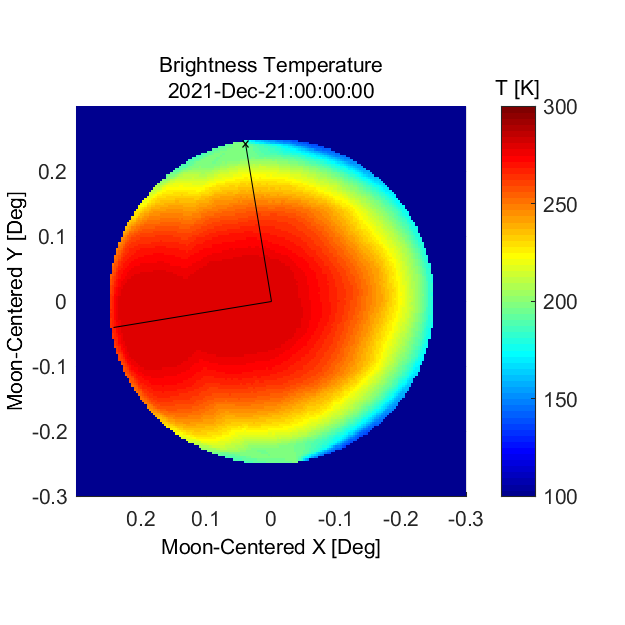 Brightness Temperature
2021-Dec-21:00:00:00
T [K]
300
250
200
150
100
Moon-Centered Y [Deg]
0.2
0.1
0
-0.1
-0.2
-0.3
0.2 0.1 0 -0.1 -0.2 -0.3
Moon-Centered X [Deg]